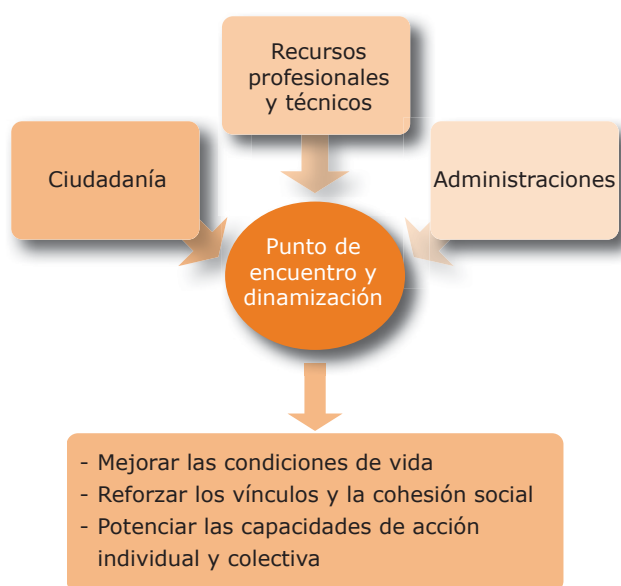 Recursos
profesionales
y técnicos
Ciudadanía
Administraciones
Punto de
encuentro y
dinamización
- Mejorar las condiciones de vida
- Reforzar los vínculos y la cohesión social
- Potenciar las capacidades de acción
individual y colectiva